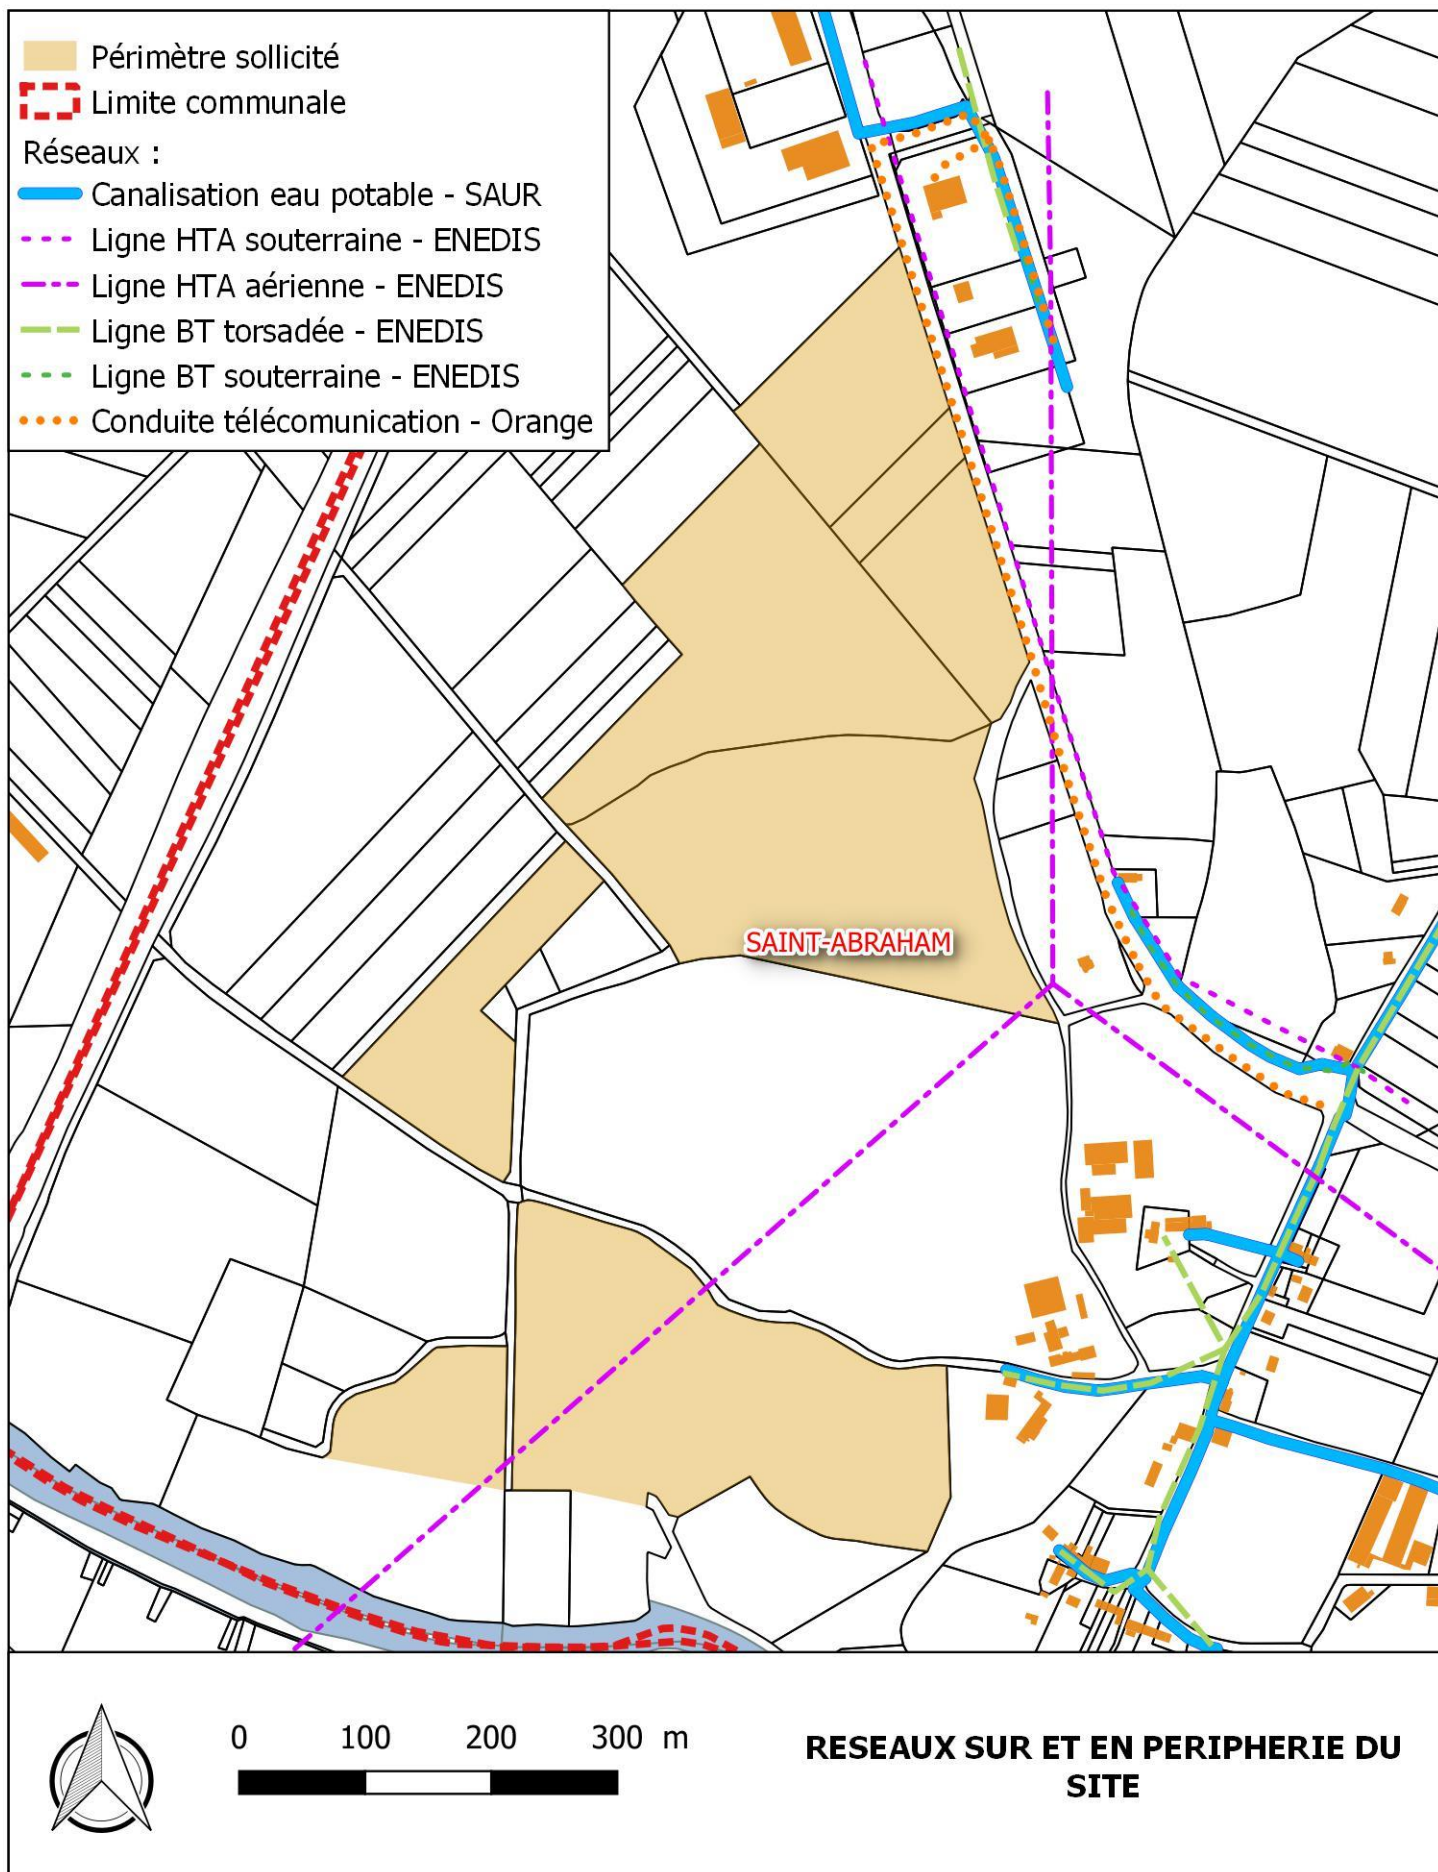 Périmètre sollicité
Limite communale
Réseaux :
Canalisation eau potable - SAUR
Ligne HTA souterraine - ENEDIS
Ligne HTA aérienne - ENEDIS
Ligne BT torsadée - ENEDIS
Ligne BT souterraine - ENEDIS
Conduite télécomunication - Orange
SAINT-ABRAHAM
0 100 200 300 m
RESEAUX SUR ET EN PERIPHERIE DU
SITE